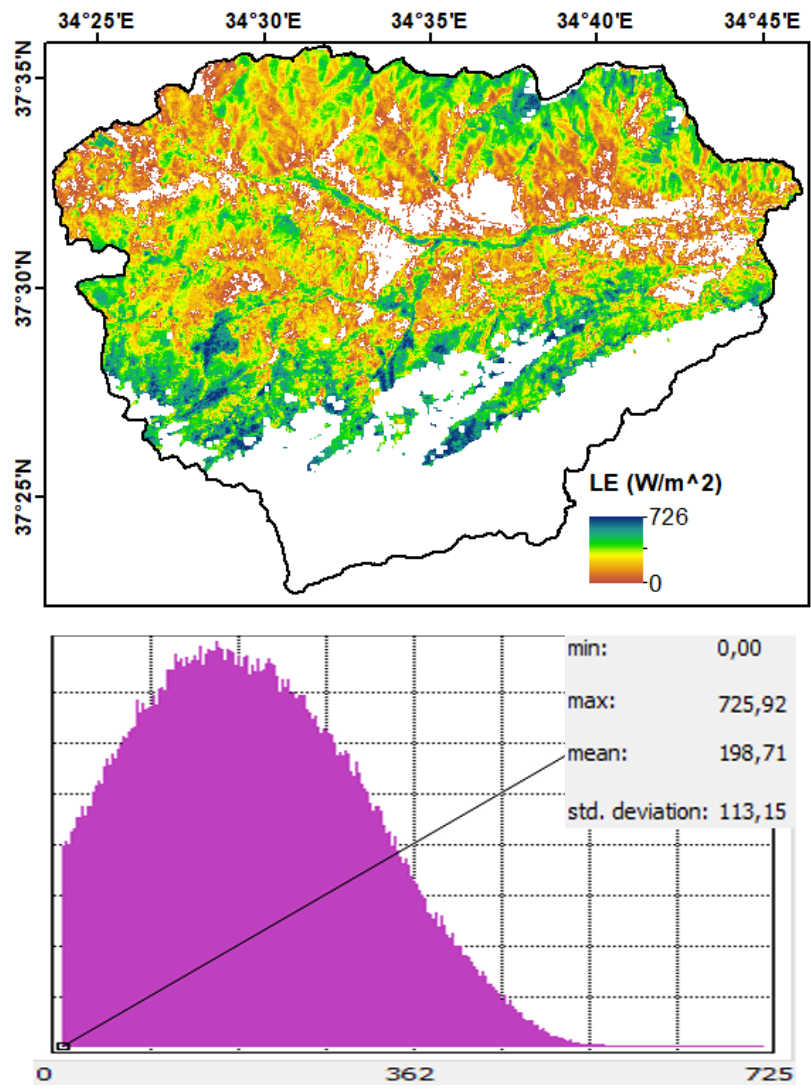 34°25'E 34°30'E 34°35'E 34°40'E 34°45'E
37°35'N
37°30'N
37°25'N
LE (W/m^2)
726
0
min: 0,00
max: 725,92
mean: 198,71
std. deviation: 113,15
0 362 725